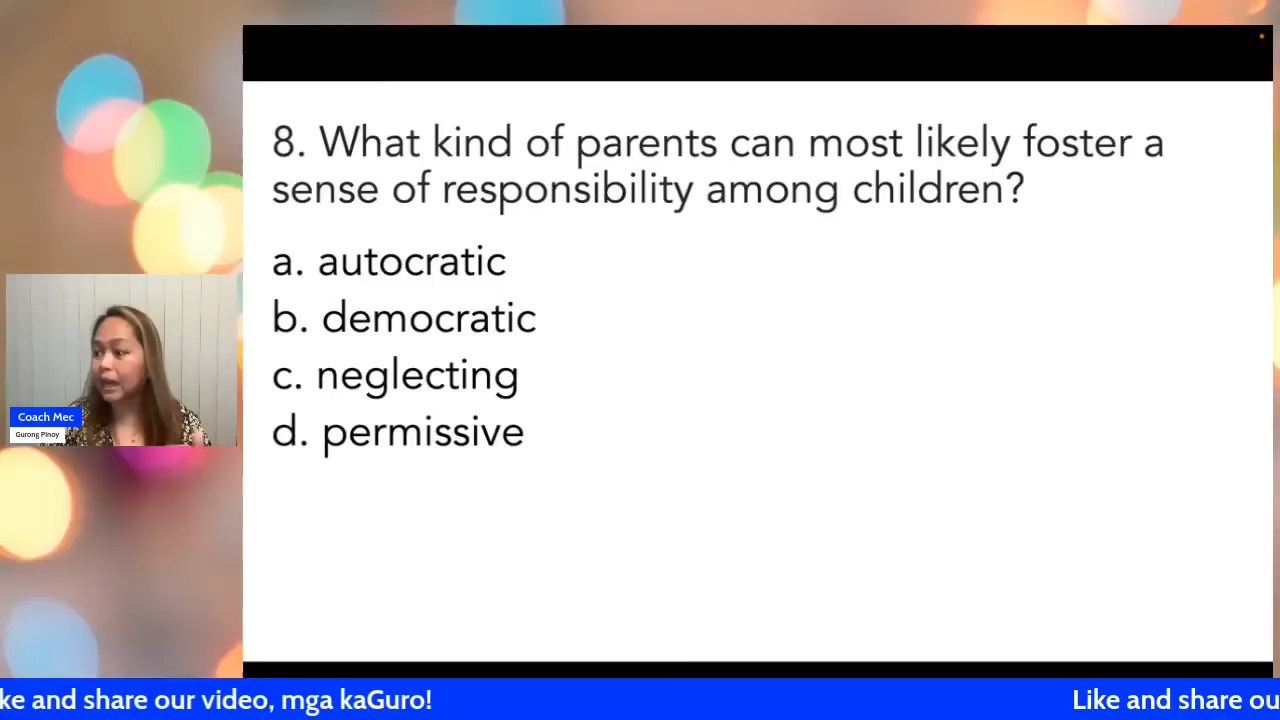 8. What kind of parents can most likely foster a
sense of responsibility among children?
a. autocratic
b. democratic
c. neglecting
d. permissive
Coach Mec
Gurong Pinoy
ke and share our video, mga kaGuro!
Like and share ou